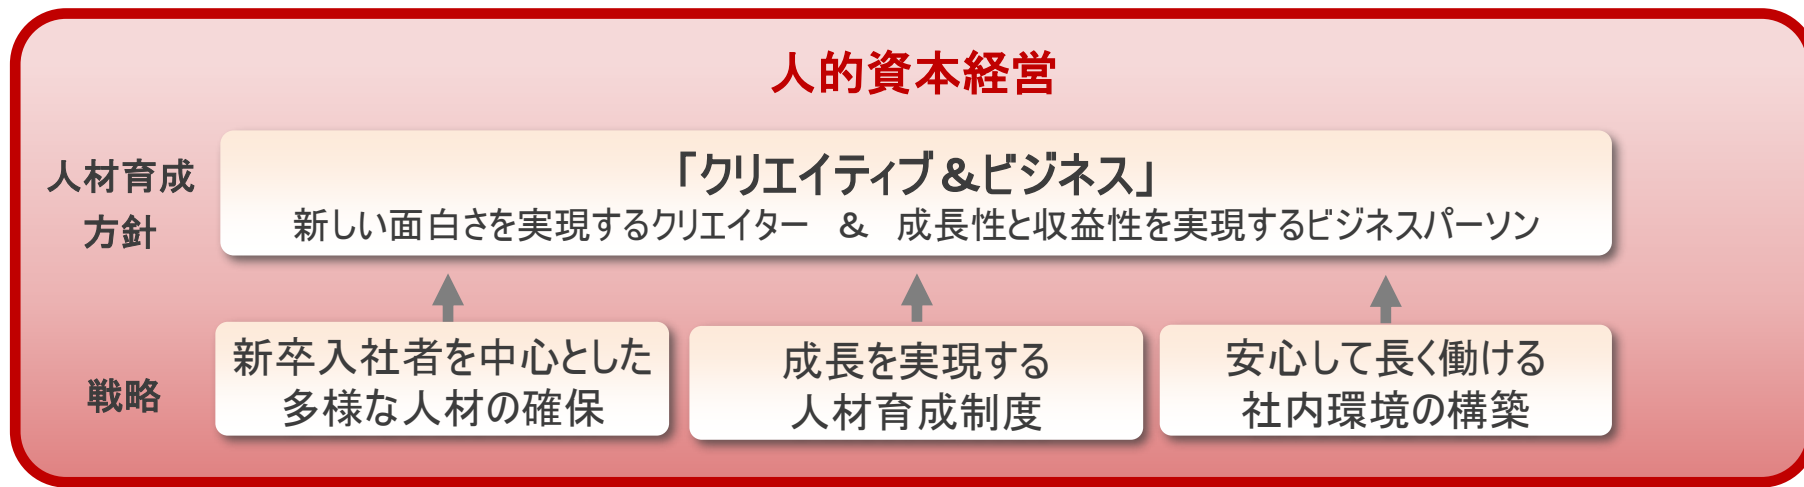 人的資本経営
人材育成
方針
「クリエイティブ&ビジネス」
新しい面白さを実現するクリエイター & 成長性と収益性を実現するビジネスパーソン
戦略
新卒入社者を中心とした
多様な人材の確保
成長を実現する
人材育成制度
安心して長く働ける
社内環境の構築